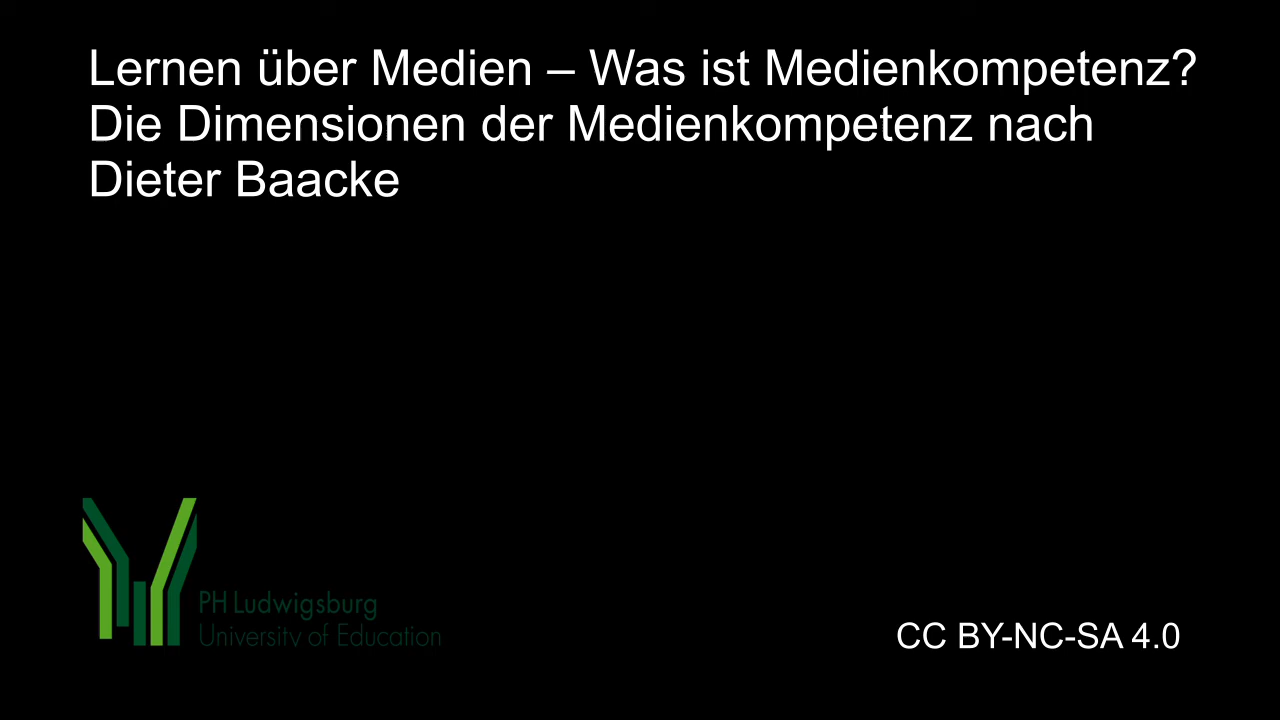 Lernen über Medien – Was ist Medienkompetenz?
Die Dimensionen der Medienkompetenz nach
Dieter Baacke
PH Ludwigsburg
University of Education
CC BY-NC-SA 4.0